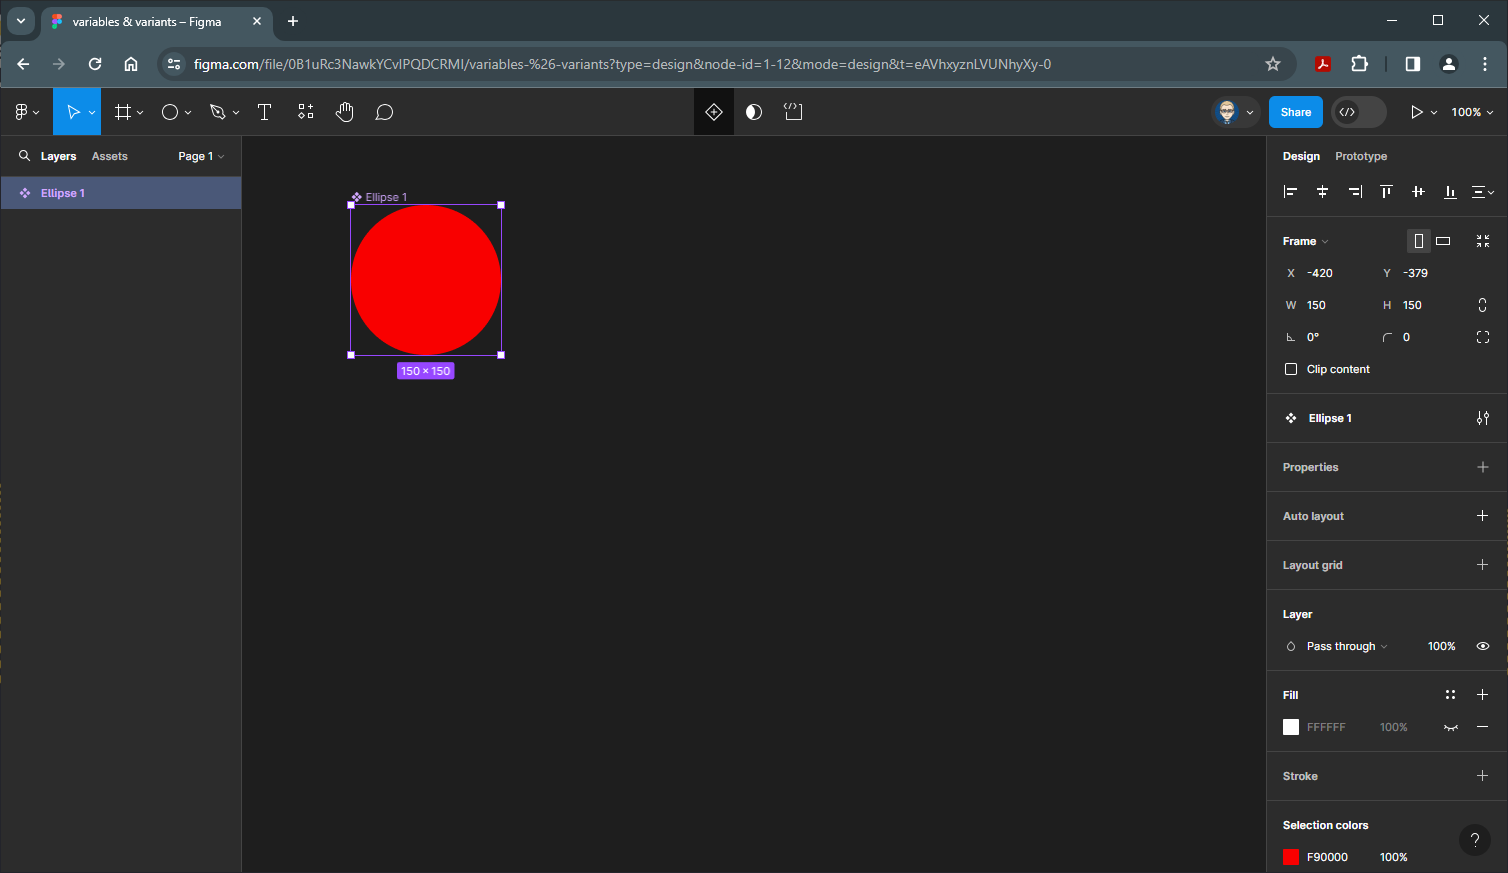 variables & variants – Figma
figma.com/file/0B1uRc3NawkYCvlPQDCRMI/variables-%26-variants?type=design&node-id=1-12&mode=design&t=eAVhxyznLVUNhyXy-0
Share
100%
Layers
Assets
Page 1
Design
Prototype
Ellipse 1
Ellipse 1
150 × 150
Frame
X -420
Y -379
W 150
H 150
0°
0
Clip content
Ellipse 1
Properties
Auto layout
Layout grid
Layer
Pass through
100%
Fill
FFFFFF
100%
Stroke
Selection colors
?
F90000
100%